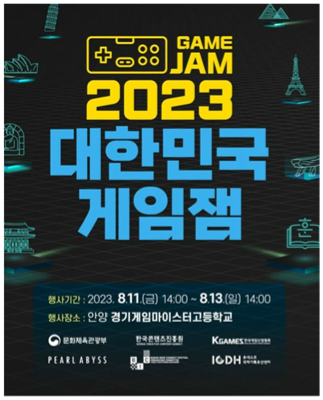 GAME
JAM
2023
대한민국
게임잼
행사기간 : 2023. 8.11.(금) 14:00 ~ 8.13.(일) 14:00
행사장소 : 안양 경기게임마이스터고등학교
문화체육관광부
한국콘텐츠진흥원
KGAMES
PEARL ABYSS